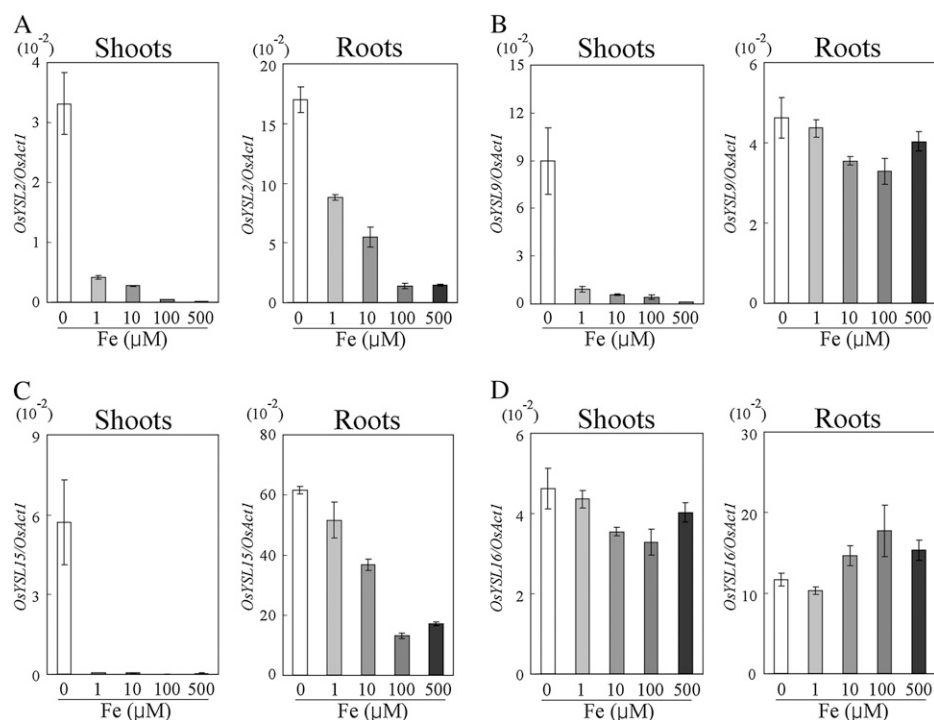 A
Shoots
(10⁻²)
OsYSL2/OsAct1
4
3
2
1
0
0 1 10 100 500
Fe (µM)
Roots
(10⁻²)
OsYSL2/OsAct1
20
15
10
5
0
0 1 10 100 500
Fe (µM)
B
Shoots
(10⁻²)
OsYSL9/OsAct1
15
12
9
6
3
0
0 1 10 100 500
Fe (µM)
Roots
(10⁻²)
OsYSL9/OsAct1
6
4
2
0
0 1 10 100 500
Fe (µM)
C
Shoots
(10⁻²)
OsYSL15/OsAct1
9
6
3
0
0 1 10 100 500
Fe (µM)
Roots
(10⁻²)
OsYSL15/OsAct1
80
60
40
20
0
0 1 10 100 500
Fe (µM)
D
Shoots
(10⁻²)
OsYSL16/OsAct1
6
4
2
0
0 1 10 100 500
Fe (µM)
Roots
(10⁻²)
OsYSL16/OsAct1
30
20
10
0
0 1 10 100 500
Fe (µM)